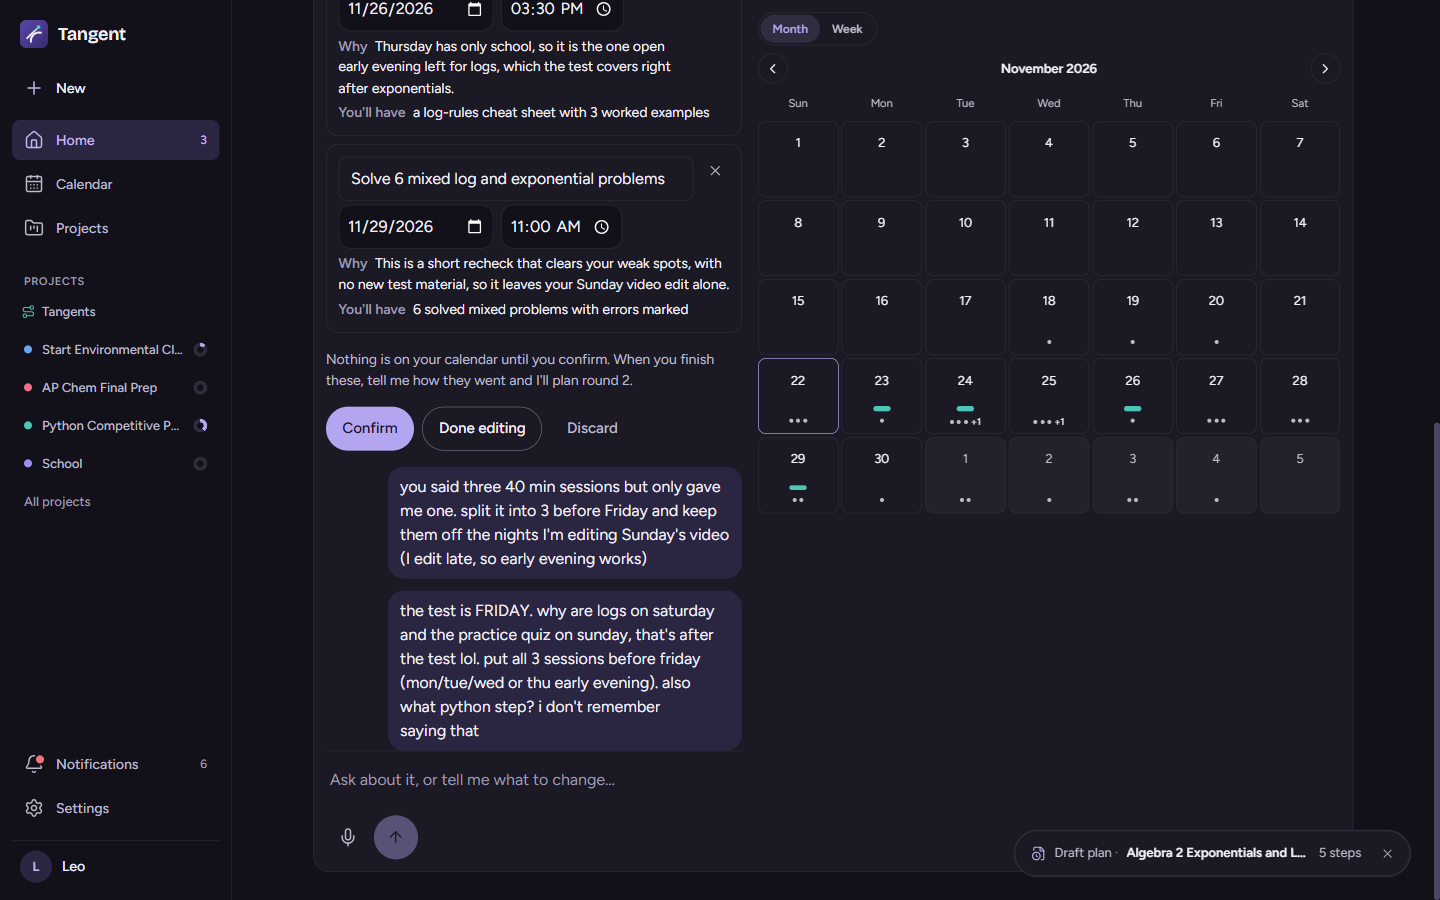 Tangent
New
Home 3
Calendar
Projects
PROJECTS
Tangents
Start Environmental Cl...
AP Chem Final Prep
Python Competitive P...
School
All projects
Notifications 6
Settings
L Leo
11/26/2026 03:30 PM
Why Thursday has only school, so it is the one open
early evening left for logs, which the test covers right
after exponentials.
You'll have a log-rules cheat sheet with 3 worked examples
Solve 6 mixed log and exponential problems
11/29/2026 11:00 AM
Why This is a short recheck that clears your weak spots, with
no new test material, so it leaves your Sunday video edit alone.
You'll have 6 solved mixed problems with errors marked
Nothing is on your calendar until you confirm. When you finish
these, tell me how they went and I'll plan round 2.
Confirm Done editing Discard
you said three 40 min sessions but only gave
me one. split it into 3 before Friday and keep
them off the nights I'm editing Sunday's video
(I edit late, so early evening works)
the test is FRIDAY. why are logs on saturday
and the practice quiz on sunday, that's after
the test lol. put all 3 sessions before friday
(mon/tue/wed or thu early evening). also
what python step? i don't remember
saying that
Ask about it, or tell me what to change...
Month Week
November 2026
Sun Mon Tue Wed Thu Fri Sat
1 2 3 4 5 6 7
8 9 10 11 12 13 14
15 16 17 18 19 20 21
22 23 24 25 26 27 28
+1 +1
29 30 1 2 3 4 5
Draft plan · Algebra 2 Exponentials and L... 5 steps